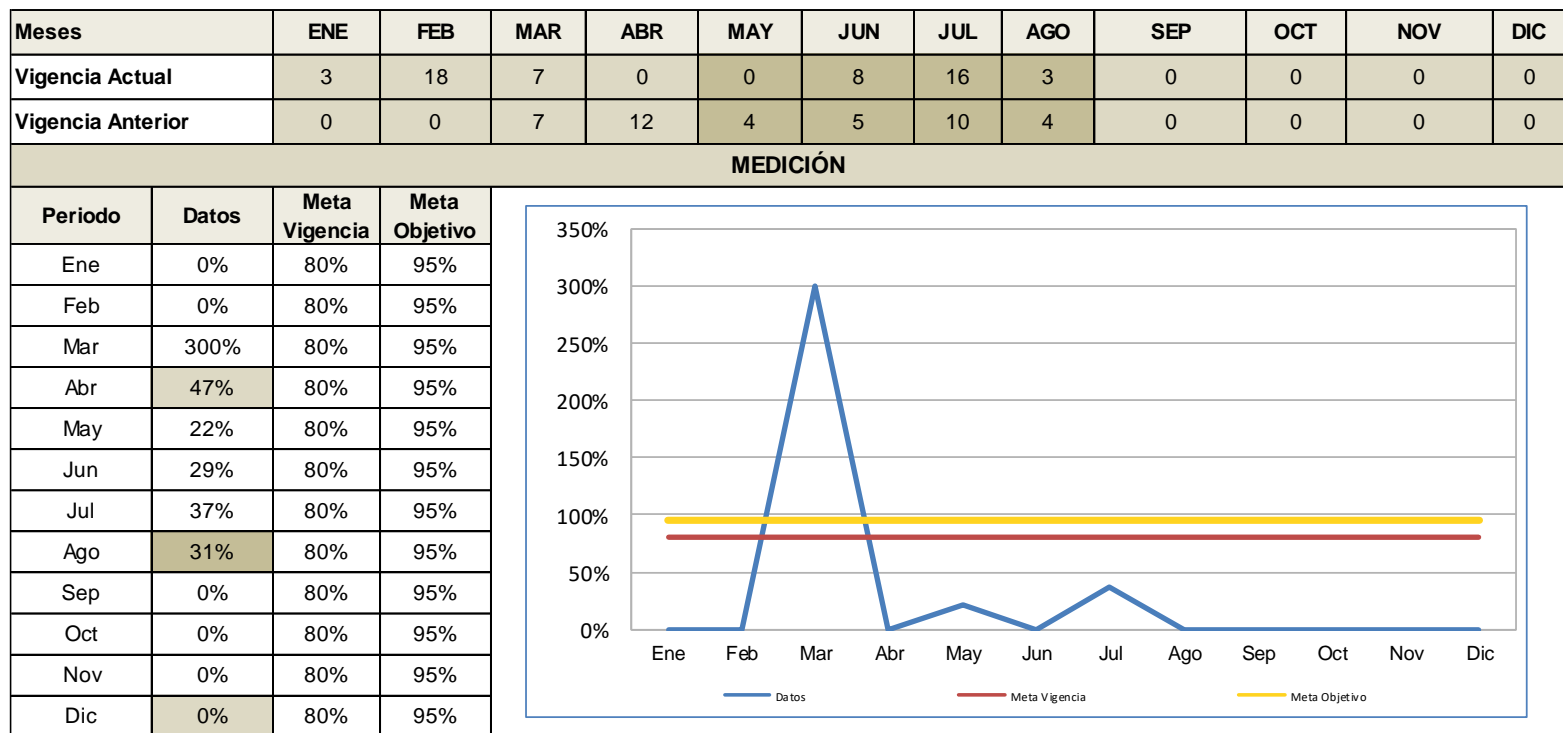 Meses ENE FEB MAR ABR MAY JUN JUL AGO SEP OCT NOV DIC
Vigencia Actual 3 18 7 0 0 8 16 3 0 0 0 0
Vigencia Anterior 0 0 7 12 4 5 10 4 0 0 0 0
MEDICIÓN
Periodo Datos Meta Vigencia Meta Objetivo
Ene 0% 80% 95%
Feb 0% 80% 95%
Mar 300% 80% 95%
Abr 47% 80% 95%
May 22% 80% 95%
Jun 29% 80% 95%
Jul 37% 80% 95%
Ago 31% 80% 95%
Sep 0% 80% 95%
Oct 0% 80% 95%
Nov 0% 80% 95%
Dic 0% 80% 95%
350%
300%
250%
200%
150%
100%
50%
0%
Ene Feb Mar Abr May Jun Jul Ago Sep Oct Nov Dic
Datos Meta Vigencia Meta Objetivo